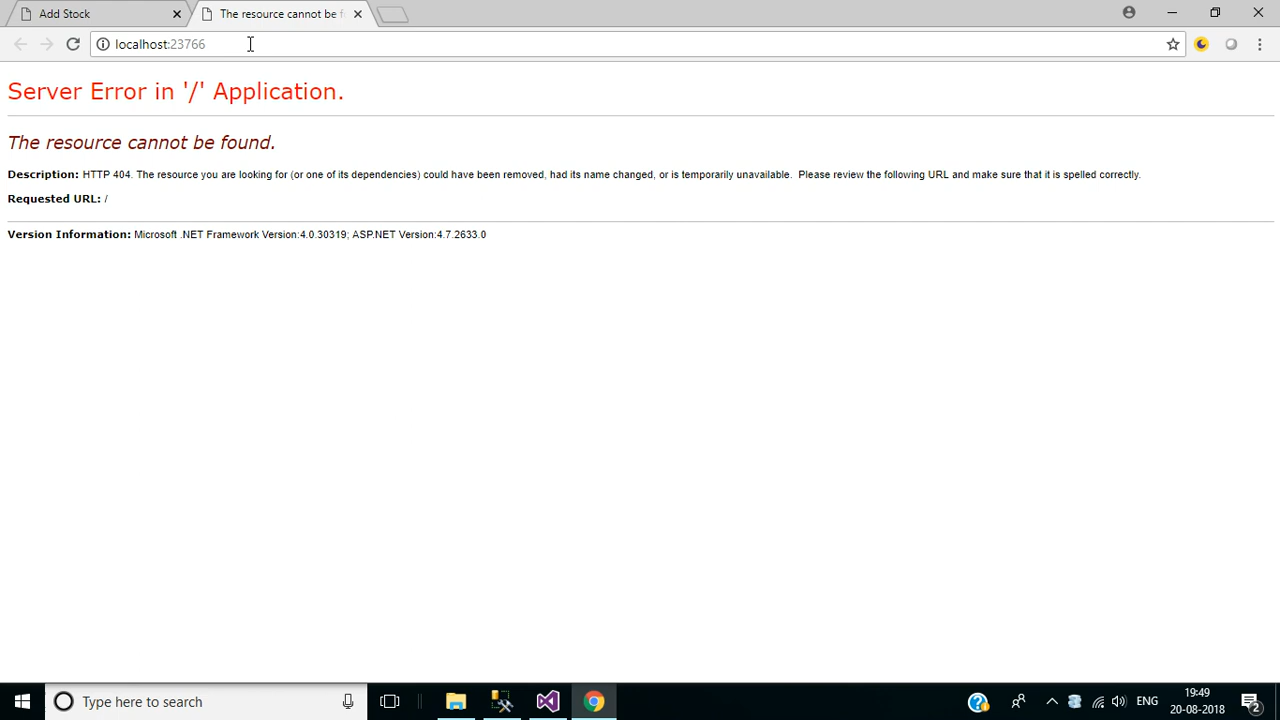 Add Stock
The resource cannot be f
localhost:23766
Server Error in '/' Application.
The resource cannot be found.
Description: HTTP 404. The resource you are looking for (or one of its dependencies) could have been removed, had its name changed, or is temporarily unavailable.  Please review the following URL and make sure that it is spelled correctly.
Requested URL: /
Version Information: Microsoft .NET Framework Version:4.0.30319; ASP.NET Version:4.7.2633.0
Type here to search
ENG
19:49
20-08-2018
2